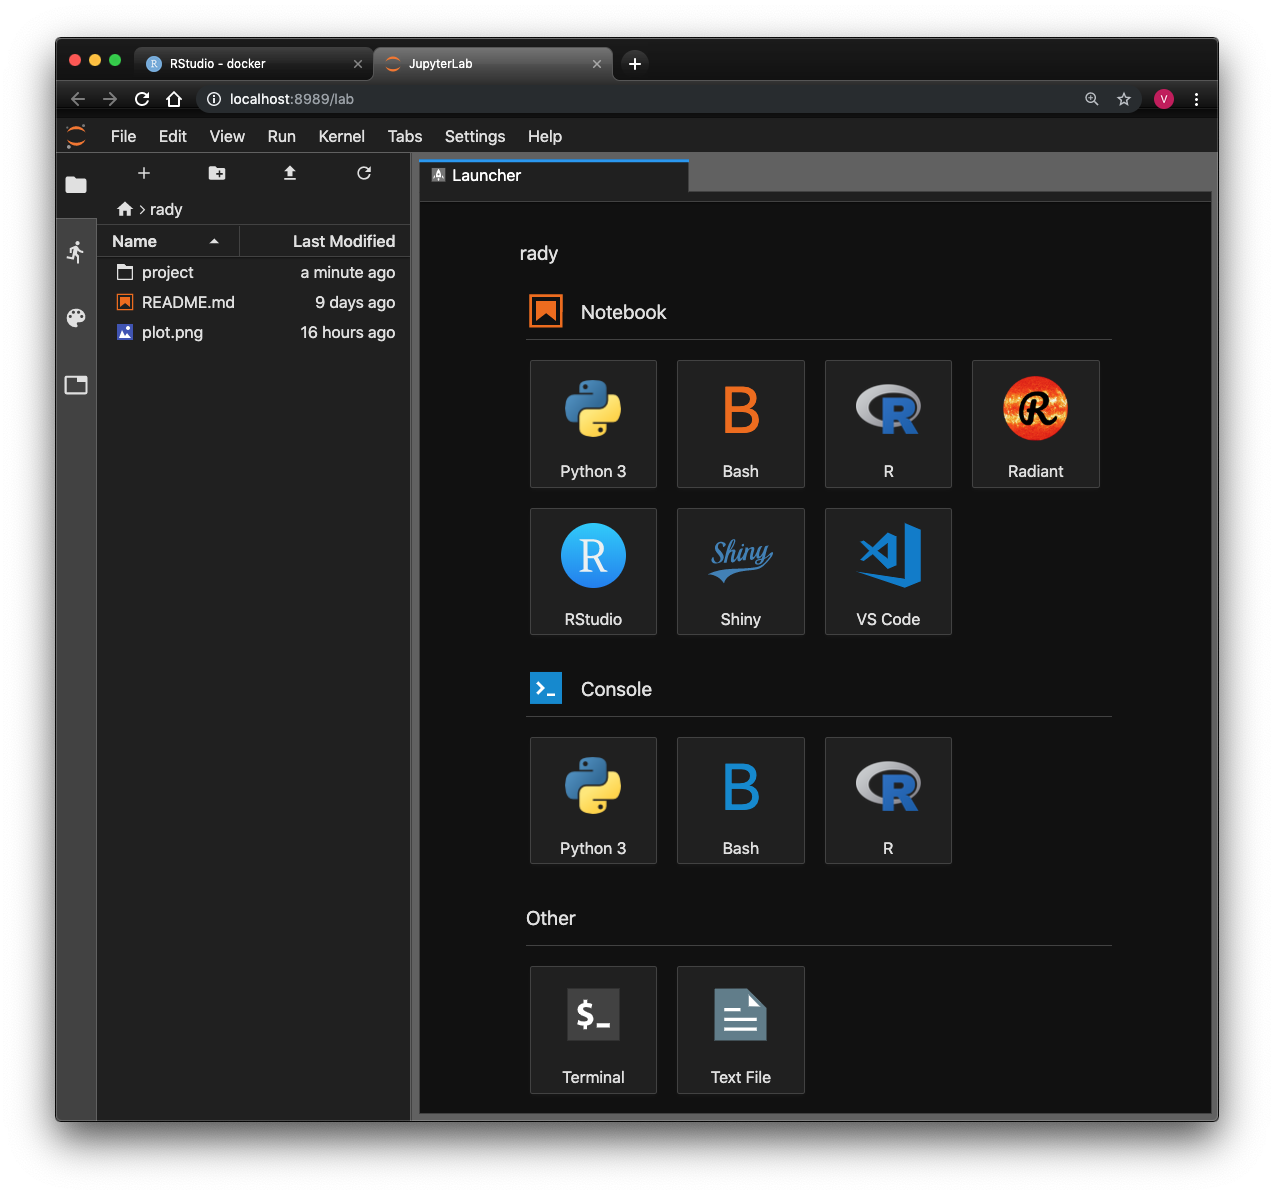 RStudio - docker
JupyterLab
localhost:8989/lab
V
File Edit View Run Kernel Tabs Settings Help
Launcher
rady
Name Last Modified
project a minute ago
README.md 9 days ago
plot.png 16 hours ago
rady
Notebook
B R R
Python 3 Bash R Radiant
R Shiny
RStudio Shiny VS Code
Console
B R
Python 3 Bash R
Other
$_
Terminal Text File